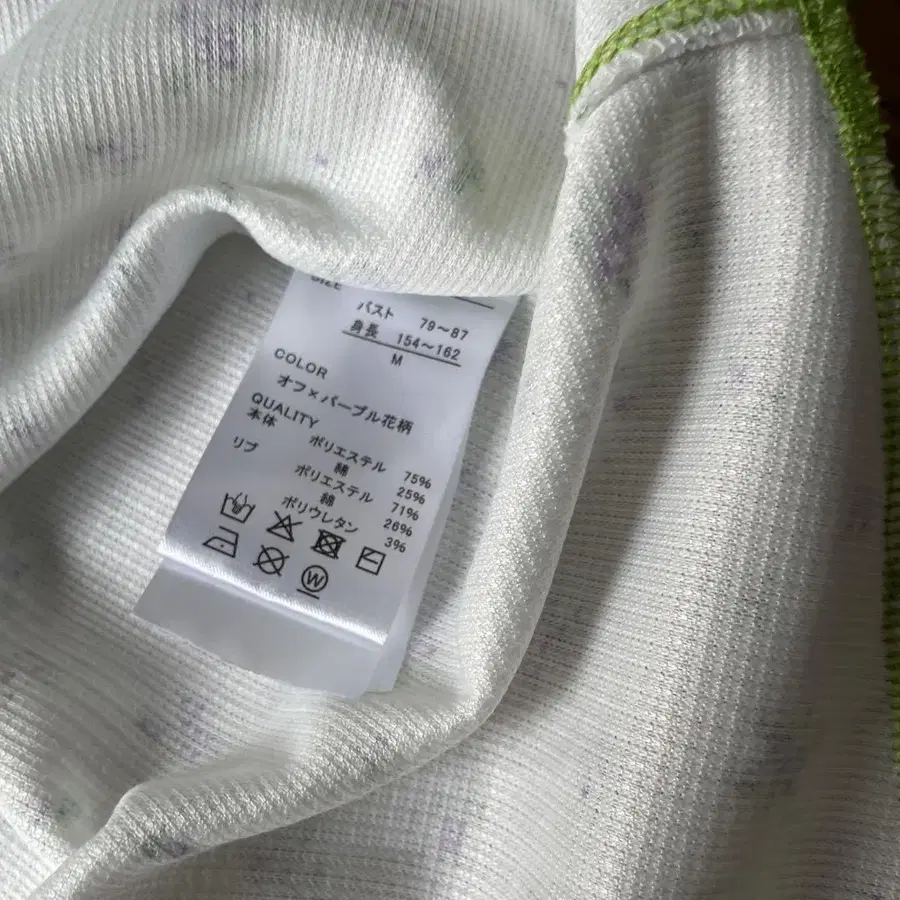 SIZE
バスト 79～87
身長 154～162
M
COLOR
オフ×パープル花柄
QUALITY
本体 ポリエステル 75%
綿 25%
リブ ポリエステル 71%
綿 26%
ポリウレタン 3%
W